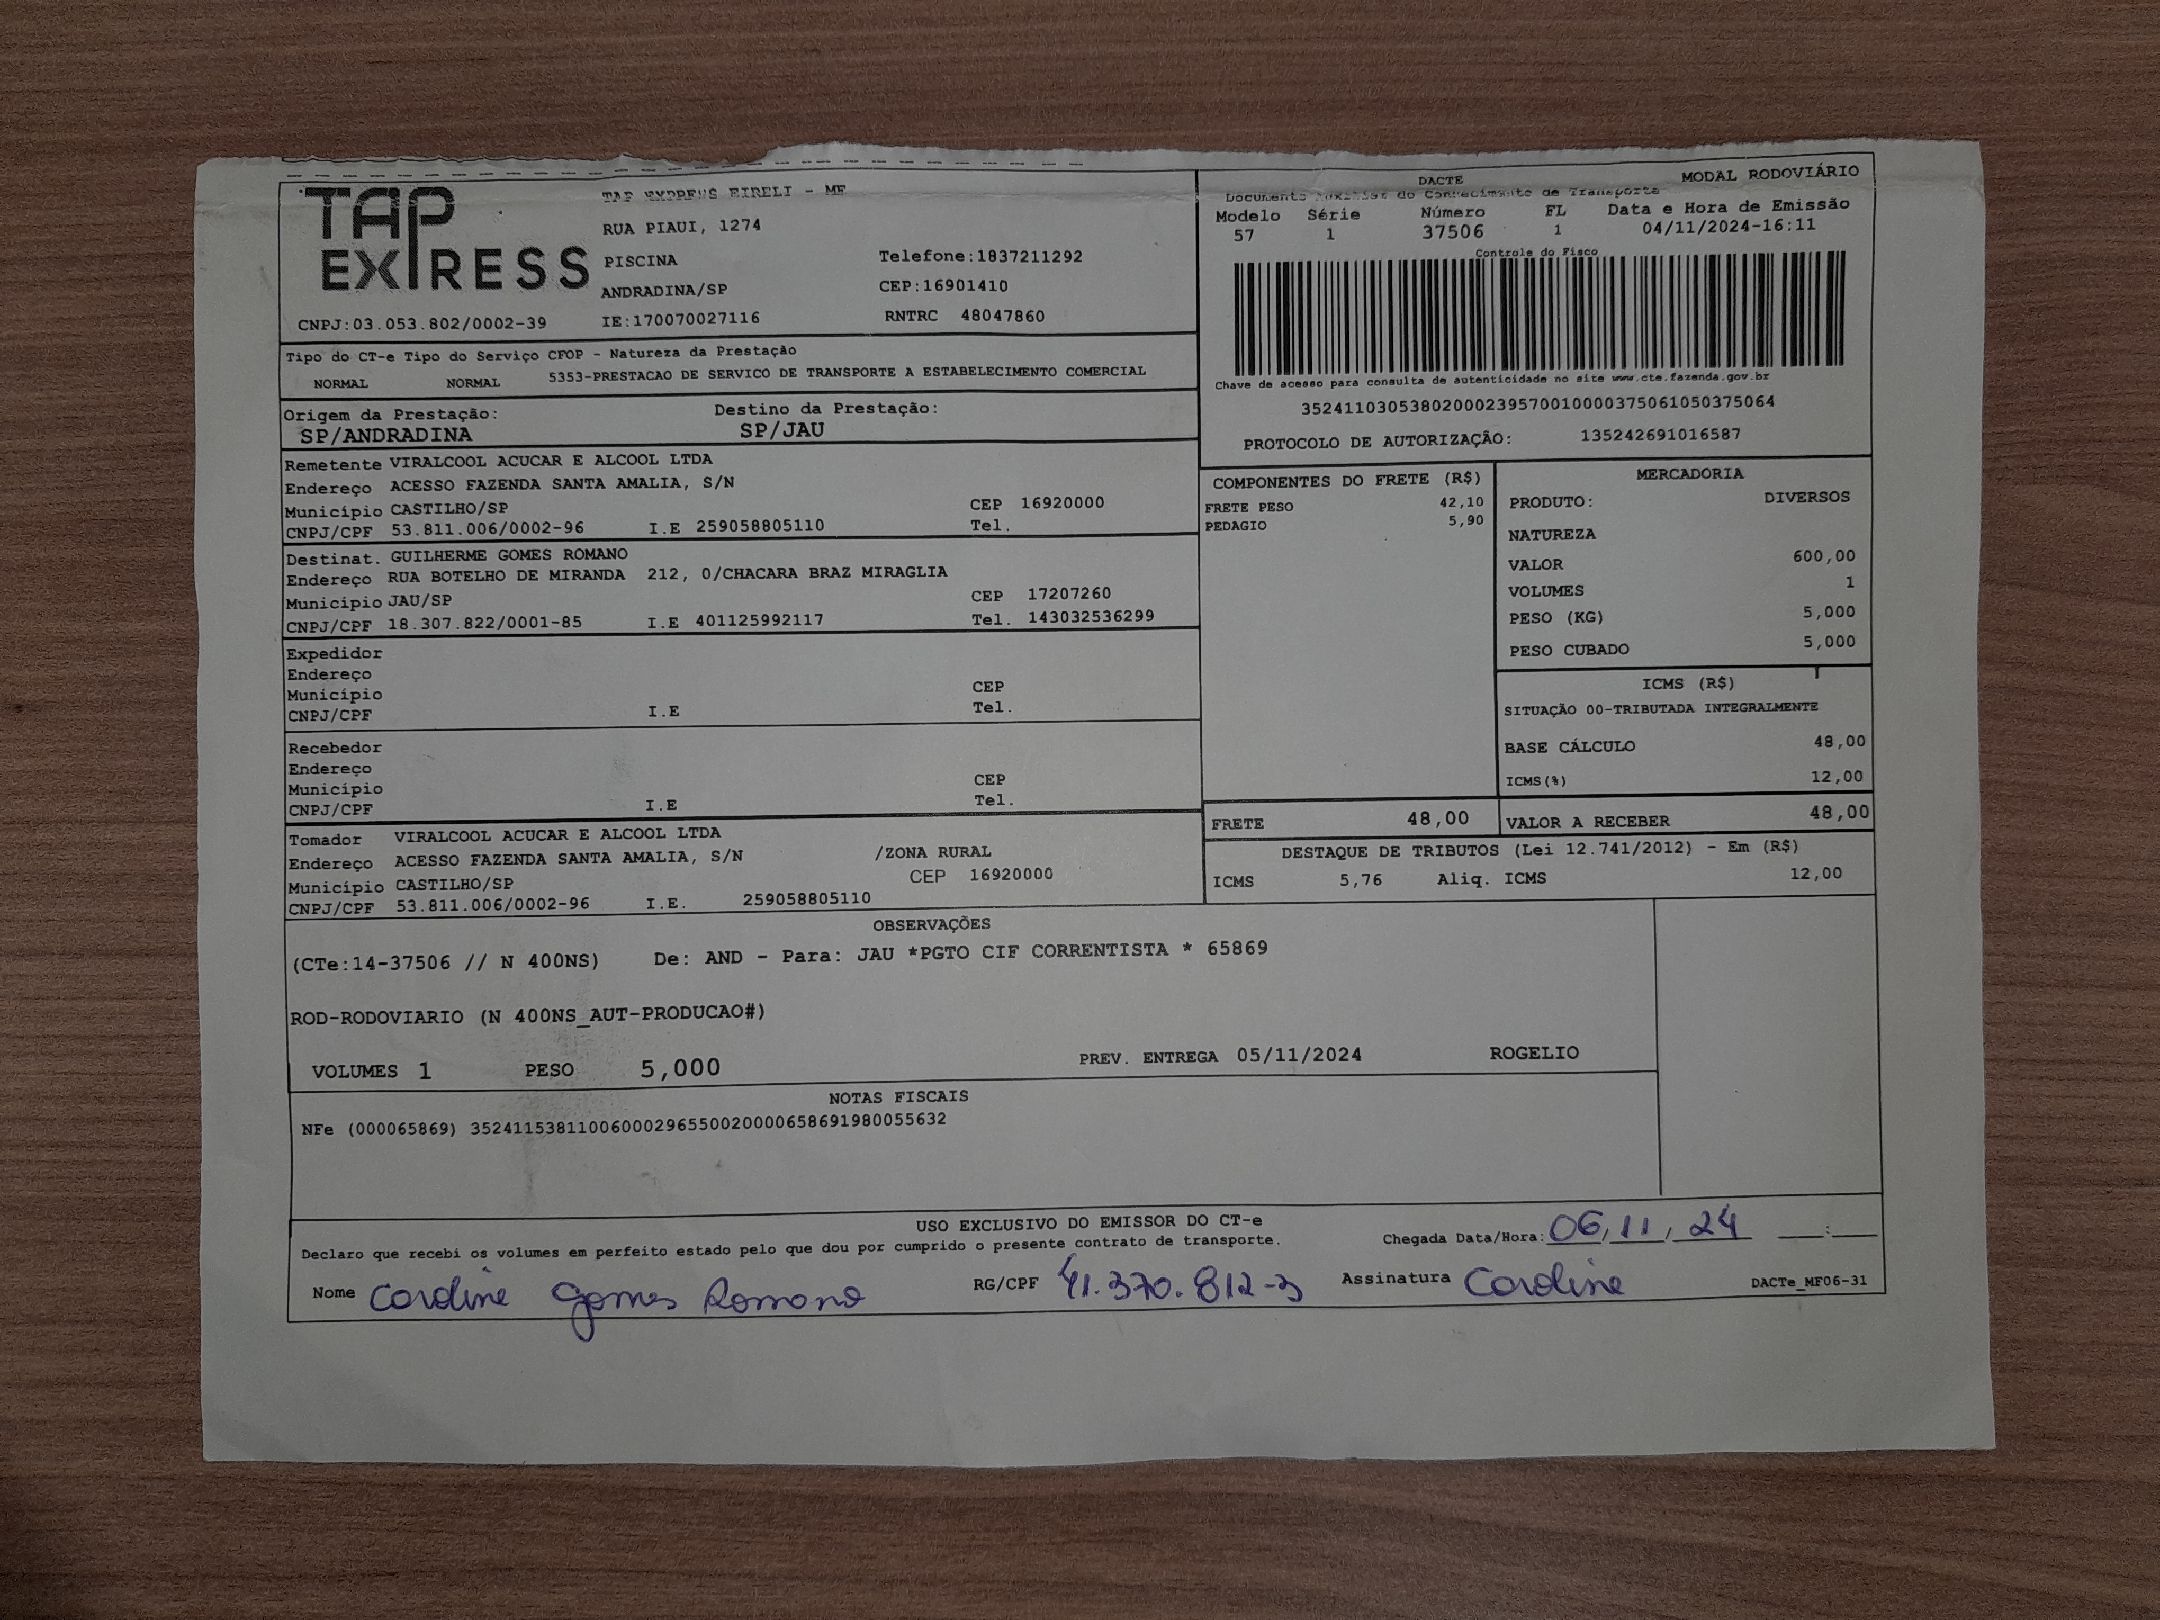 TAP
EXPRESS
CNPJ:03.053.802/0002-39
TAP EXPRESS EIRELI - ME
RUA PIAUI, 1274
PISCINA Telefone:1837211292
ANDRADINA/SP CEP:16901410
IE:170070027116 RNTRC 48047860
DACTE MODAL RODOVIÁRIO
Documento Auxiliar do Conhecimento de Transporte
Modelo Série Número FL Data e Hora de Emissão
57 1 37506 1 04/11/2024-16:11
Controle do Fisco
Chave de acesso para consulta de autenticidade no site www.cte.fazenda.gov.br
35241103053802000239570010000375061050375064
PROTOCOLO DE AUTORIZAÇÃO: 135242691016587
Tipo do CT-e Tipo do Serviço CFOP - Natureza da Prestação
NORMAL NORMAL 5353-PRESTACAO DE SERVICO DE TRANSPORTE A ESTABELECIMENTO COMERCIAL
Origem da Prestação: Destino da Prestação:
SP/ANDRADINA SP/JAU
Remetente VIRALCOOL ACUCAR E ALCOOL LTDA
Endereço ACESSO FAZENDA SANTA AMALIA, S/N
Município CASTILHO/SP CEP 16920000
CNPJ/CPF 53.811.006/0002-96 I.E 259058805110 Tel.
Destinat. GUILHERME GOMES ROMANO
Endereço RUA BOTELHO DE MIRANDA 212, 0/CHACARA BRAZ MIRAGLIA
Município JAU/SP CEP 17207260
CNPJ/CPF 18.307.822/0001-85 I.E 401125992117 Tel. 143032536299
Expedidor
Endereço
Município CEP
CNPJ/CPF I.E Tel.
Recebedor
Endereço
Município CEP
CNPJ/CPF I.E Tel.
Tomador VIRALCOOL ACUCAR E ALCOOL LTDA
Endereço ACESSO FAZENDA SANTA AMALIA, S/N /ZONA RURAL
Município CASTILHO/SP CEP 16920000
CNPJ/CPF 53.811.006/0002-96 I.E. 259058805110
COMPONENTES DO FRETE (R$)
FRETE PESO 42,10
PEDAGIO 5,90
MERCADORIA
PRODUTO: DIVERSOS
NATUREZA
VALOR 600,00
VOLUMES 1
PESO (KG) 5,000
PESO CUBADO 5,000
ICMS (R$)
SITUAÇÃO 00-TRIBUTADA INTEGRALMENTE
BASE CÁLCULO 48,00
ICMS(%) 12,00
FRETE 48,00 VALOR A RECEBER 48,00
DESTAQUE DE TRIBUTOS (Lei 12.741/2012) - Em (R$)
ICMS 5,76 Aliq. ICMS 12,00
OBSERVAÇÕES
(CTe:14-37506 // N 400NS) De: AND - Para: JAU *PGTO CIF CORRENTISTA * 65869
ROD-RODOVIARIO (N 400NS_AUT-PRODUCAO#)
VOLUMES 1 PESO 5,000 PREV. ENTREGA 05/11/2024 ROGELIO
NOTAS FISCAIS
NFe (000065869) 35241153811006000296550020000658691980055632
USO EXCLUSIVO DO EMISSOR DO CT-e
Declaro que recebi os volumes em perfeito estado pelo que dou por cumprido o presente contrato de transporte. Chegada Data/Hora: 06/11/24 __:__
Nome Caroline Gomes Romano RG/CPF 41.370.812-3 Assinatura Caroline DACTe_MF06-31